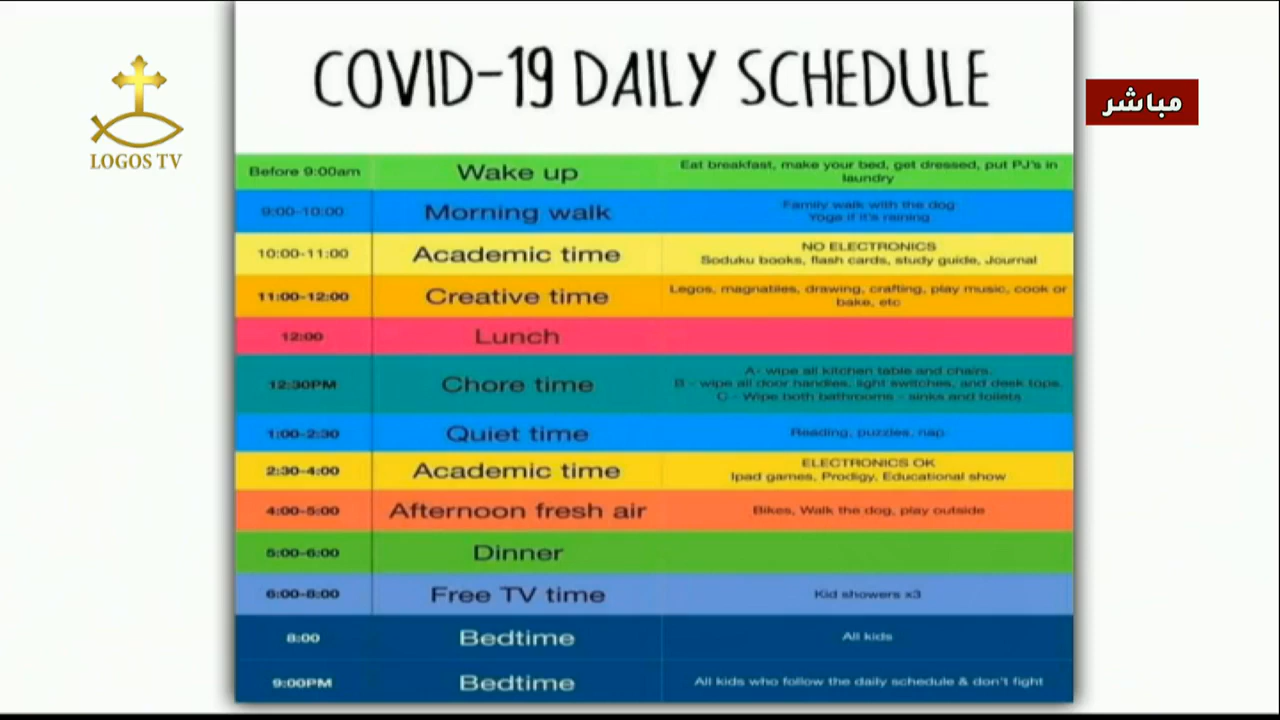 COVID-19 DAILY SCHEDULE
LOGOS TV
مباشر
Before 9:00am Wake up Eat breakfast, make your bed, get dressed, put PJ's in
laundry
9:00-10:00 Morning walk Family walk with the dog
Yoga if it's raining
10:00-11:00 Academic time NO ELECTRONICS
Soduku books, flash cards, study guide, Journal
11:00-12:00 Creative time Legos, magnatiles, drawing, crafting, play music, cook or
bake, etc
12:00 Lunch
12:30PM Chore time A- wipe all kitchen table and chairs.
B - wipe all door handles, light switches, and desk tops.
C - Wipe both bathrooms - sinks and toilets
1:00-2:30 Quiet time Reading, puzzles, nap
2:30-4:00 Academic time ELECTRONICS OK
Ipad games, Prodigy, Educational show
4:00-5:00 Afternoon fresh air Bikes, Walk the dog, play outside
5:00-6:00 Dinner
6:00-8:00 Free TV time Kid showers x3
8:00 Bedtime All kids
9:00PM Bedtime All kids who follow the daily schedule & don't fight